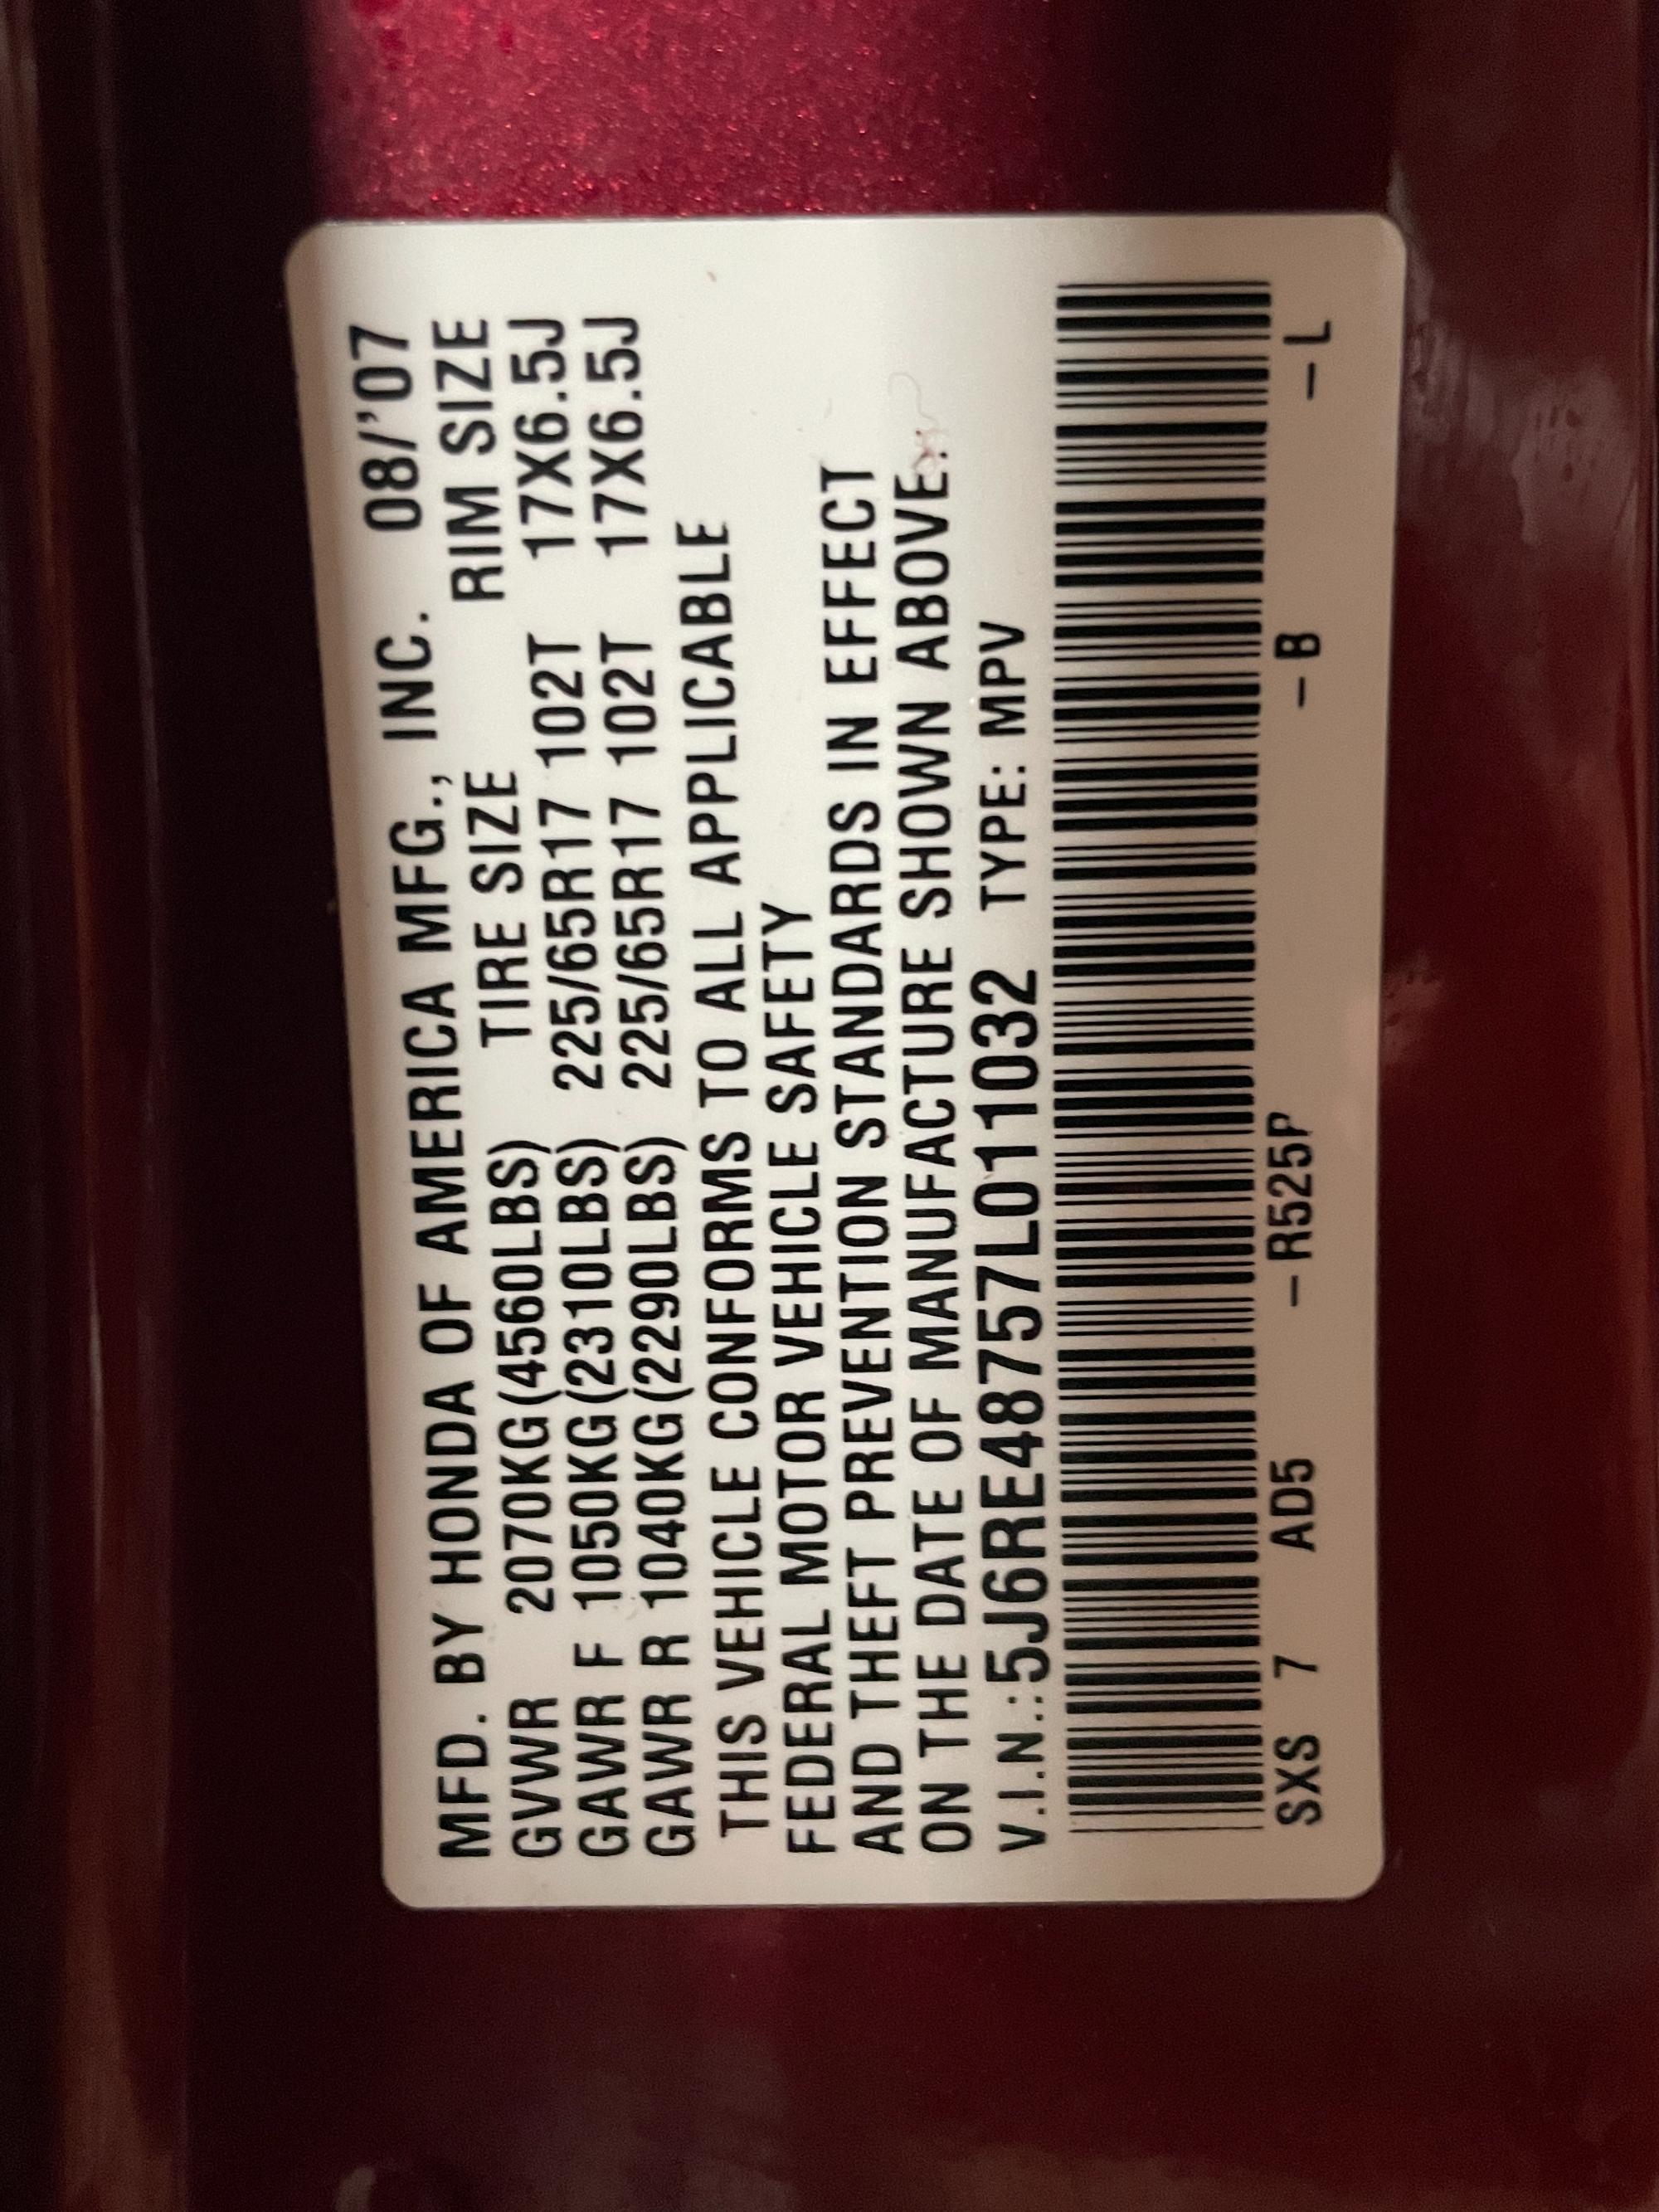 MFD. BY HONDA OF AMERICA MFG., INC. 08/'07
TIRE SIZE RIM SIZE
GVWR 2070KG(4560LBS)
GAWR F 1050KG(2310LBS) 225/65R17 102T 17X6.5J
GAWR R 1040KG(2290LBS) 225/65R17 102T 17X6.5J
THIS VEHICLE CONFORMS TO ALL APPLICABLE
FEDERAL MOTOR VEHICLE SAFETY
AND THEFT PREVENTION STANDARDS IN EFFECT
ON THE DATE OF MANUFACTURE SHOWN ABOVE.
V.I.N.:5J6RE48757L011032 TYPE: MPV
SXS 7 AD5 –R525P –B –L